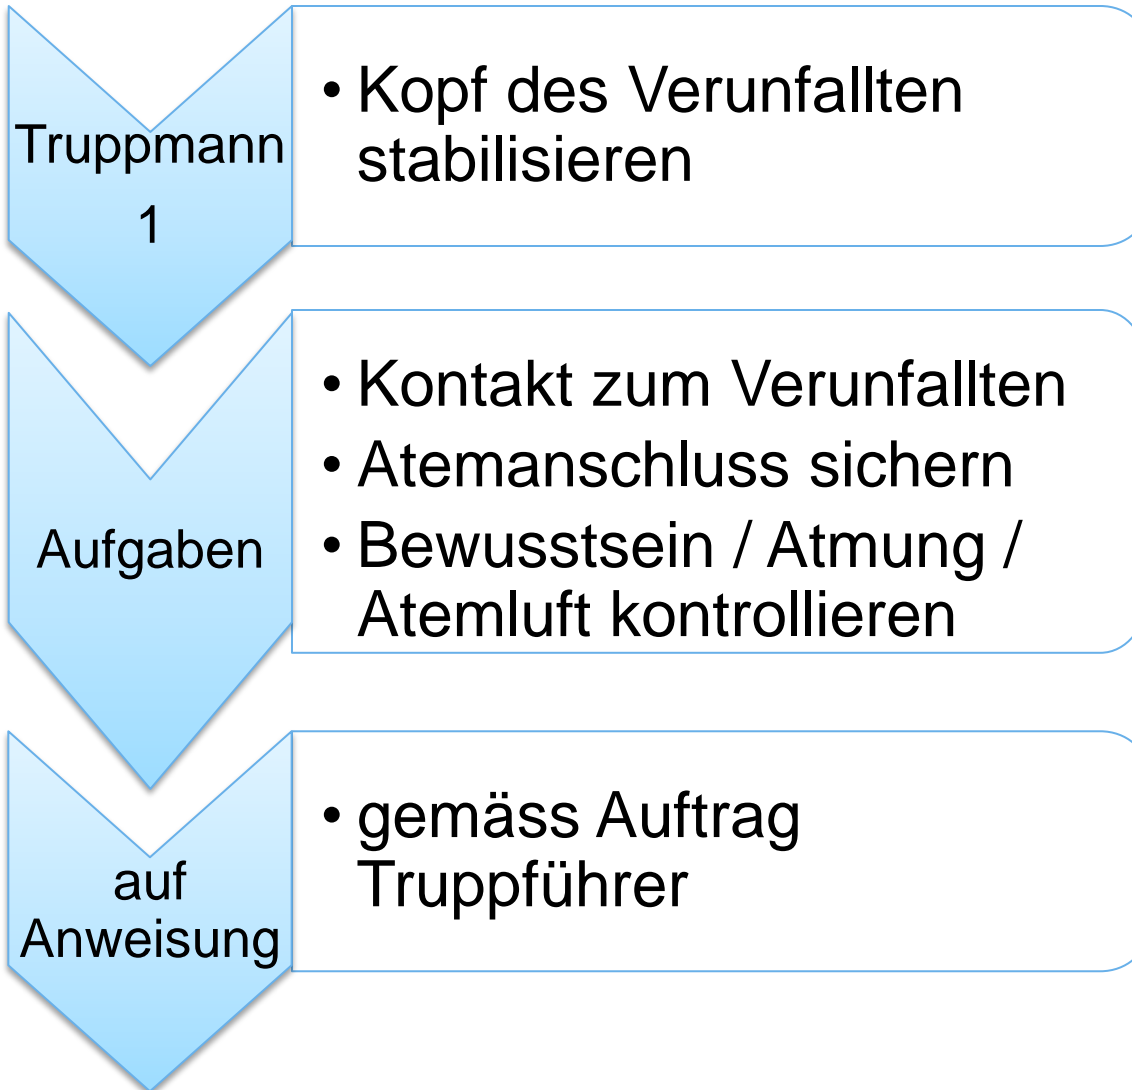 Truppmann
1
• Kopf des Verunfallten
stabilisieren
Aufgaben
• Kontakt zum Verunfallten
• Atemanschluss sichern
• Bewusstsein / Atmung /
Atemluft kontrollieren
auf
Anweisung
• gemäss Auftrag
Truppführer